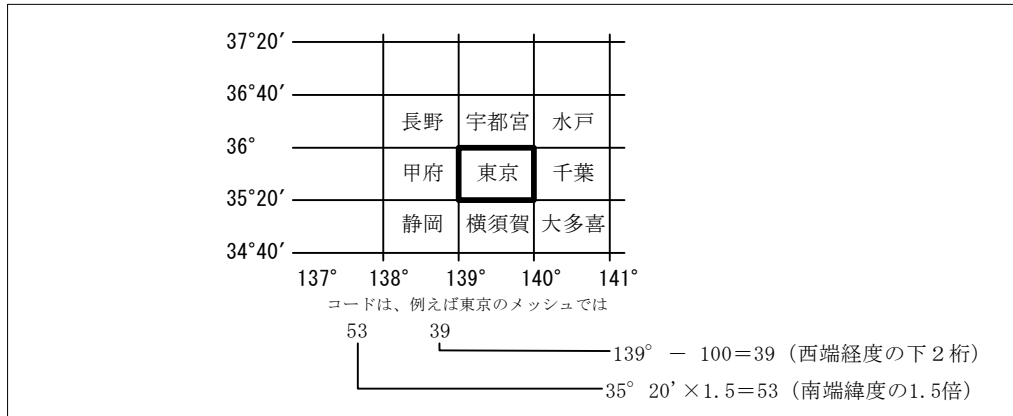 37°20′
36°40′
長野 宇都宮 水戸
36°
甲府 東京 千葉
35°20′
静岡 横須賀 大多喜
34°40′
137° 138° 139° 140° 141°
コードは、例えば東京のメッシュでは
53 39
139° － 100＝39（西端経度の下２桁）
35° 20’×1.5＝53（南端緯度の1.5倍）